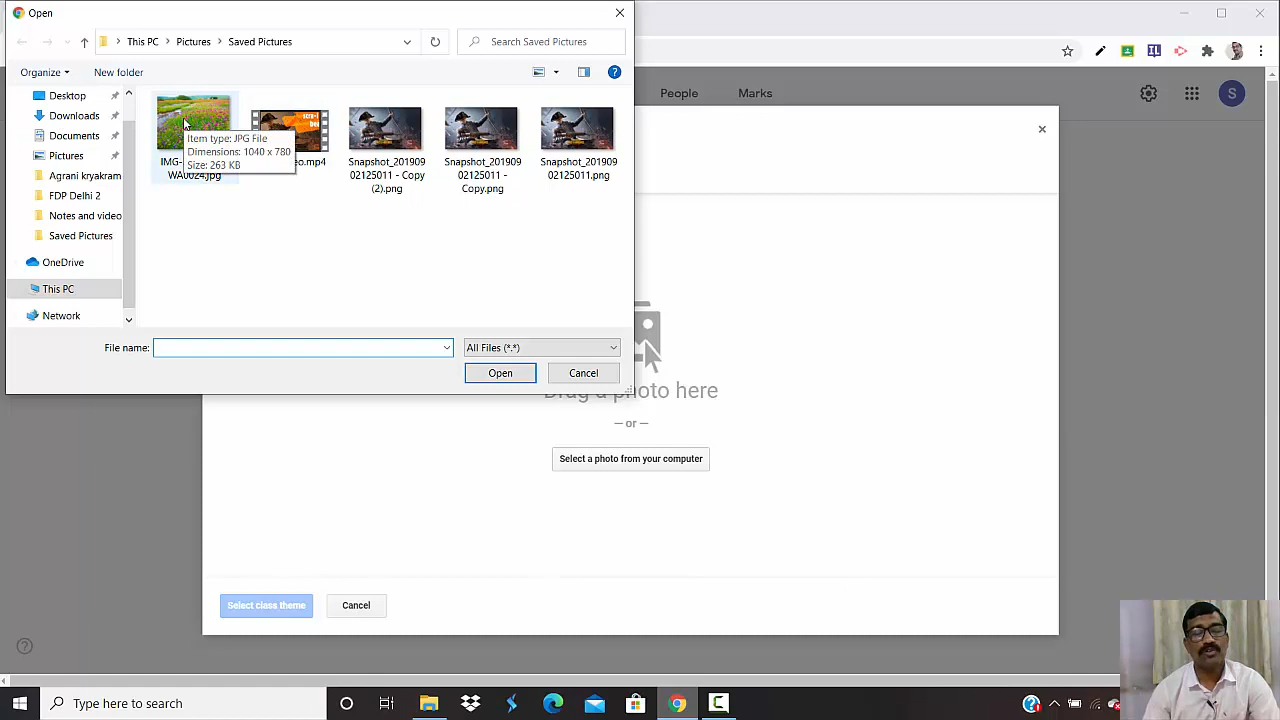 Open
This PC
Pictures
Saved Pictures
Search Saved Pictures
Organize
New folder
People
Marks
S
Desktop
Downloads
Documents
Pictures
Agrani kryakram
FDP Delhi 2
Notes and video
Saved Pictures
OneDrive
This PC
Network
Item type: JPG File
Dimensions: 1040 x 780
Size: 263 KB
WA0024.jpg
Snapshot_201909
02125011 - Copy
(2).png
Snapshot_201909
02125011 -
Copy.png
Snapshot_201909
02125011.png
File name:
All Files (*.*)
Open
Cancel
Drag a photo here
— or —
Select a photo from your computer
Select class theme
Cancel
Type here to search